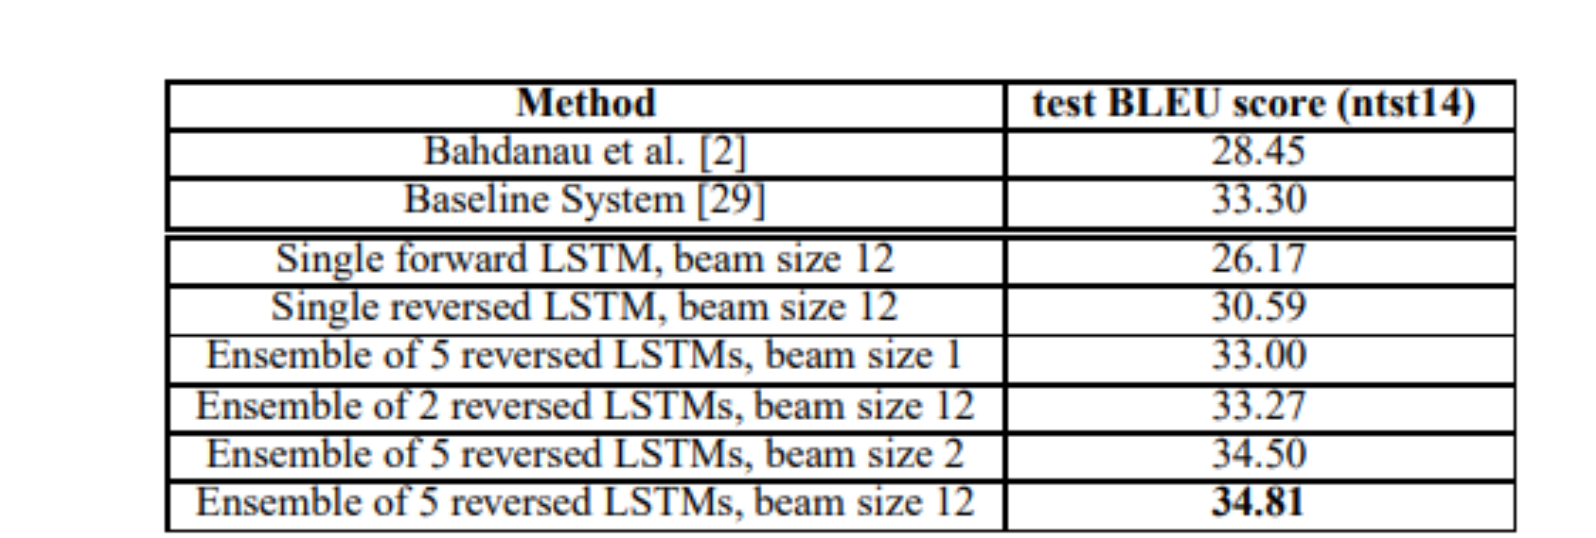 Method test BLEU score (ntst14)
Bahdanau et al. [2] 28.45
Baseline System [29] 33.30
Single forward LSTM, beam size 12 26.17
Single reversed LSTM, beam size 12 30.59
Ensemble of 5 reversed LSTMs, beam size 1 33.00
Ensemble of 2 reversed LSTMs, beam size 12 33.27
Ensemble of 5 reversed LSTMs, beam size 2 34.50
Ensemble of 5 reversed LSTMs, beam size 12 34.81